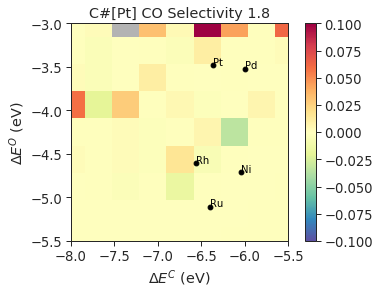 C#[Pt] CO Selectivity 1.8
ΔE^O (eV)
−3.0
−3.5
−4.0
−4.5
−5.0
−5.5
Pt
Pd
Rh
Ni
Ru
−8.0 −7.5 −7.0 −6.5 −6.0 −5.5
ΔE^C (eV)
0.100
0.075
0.050
0.025
0.000
−0.025
−0.050
−0.075
−0.100